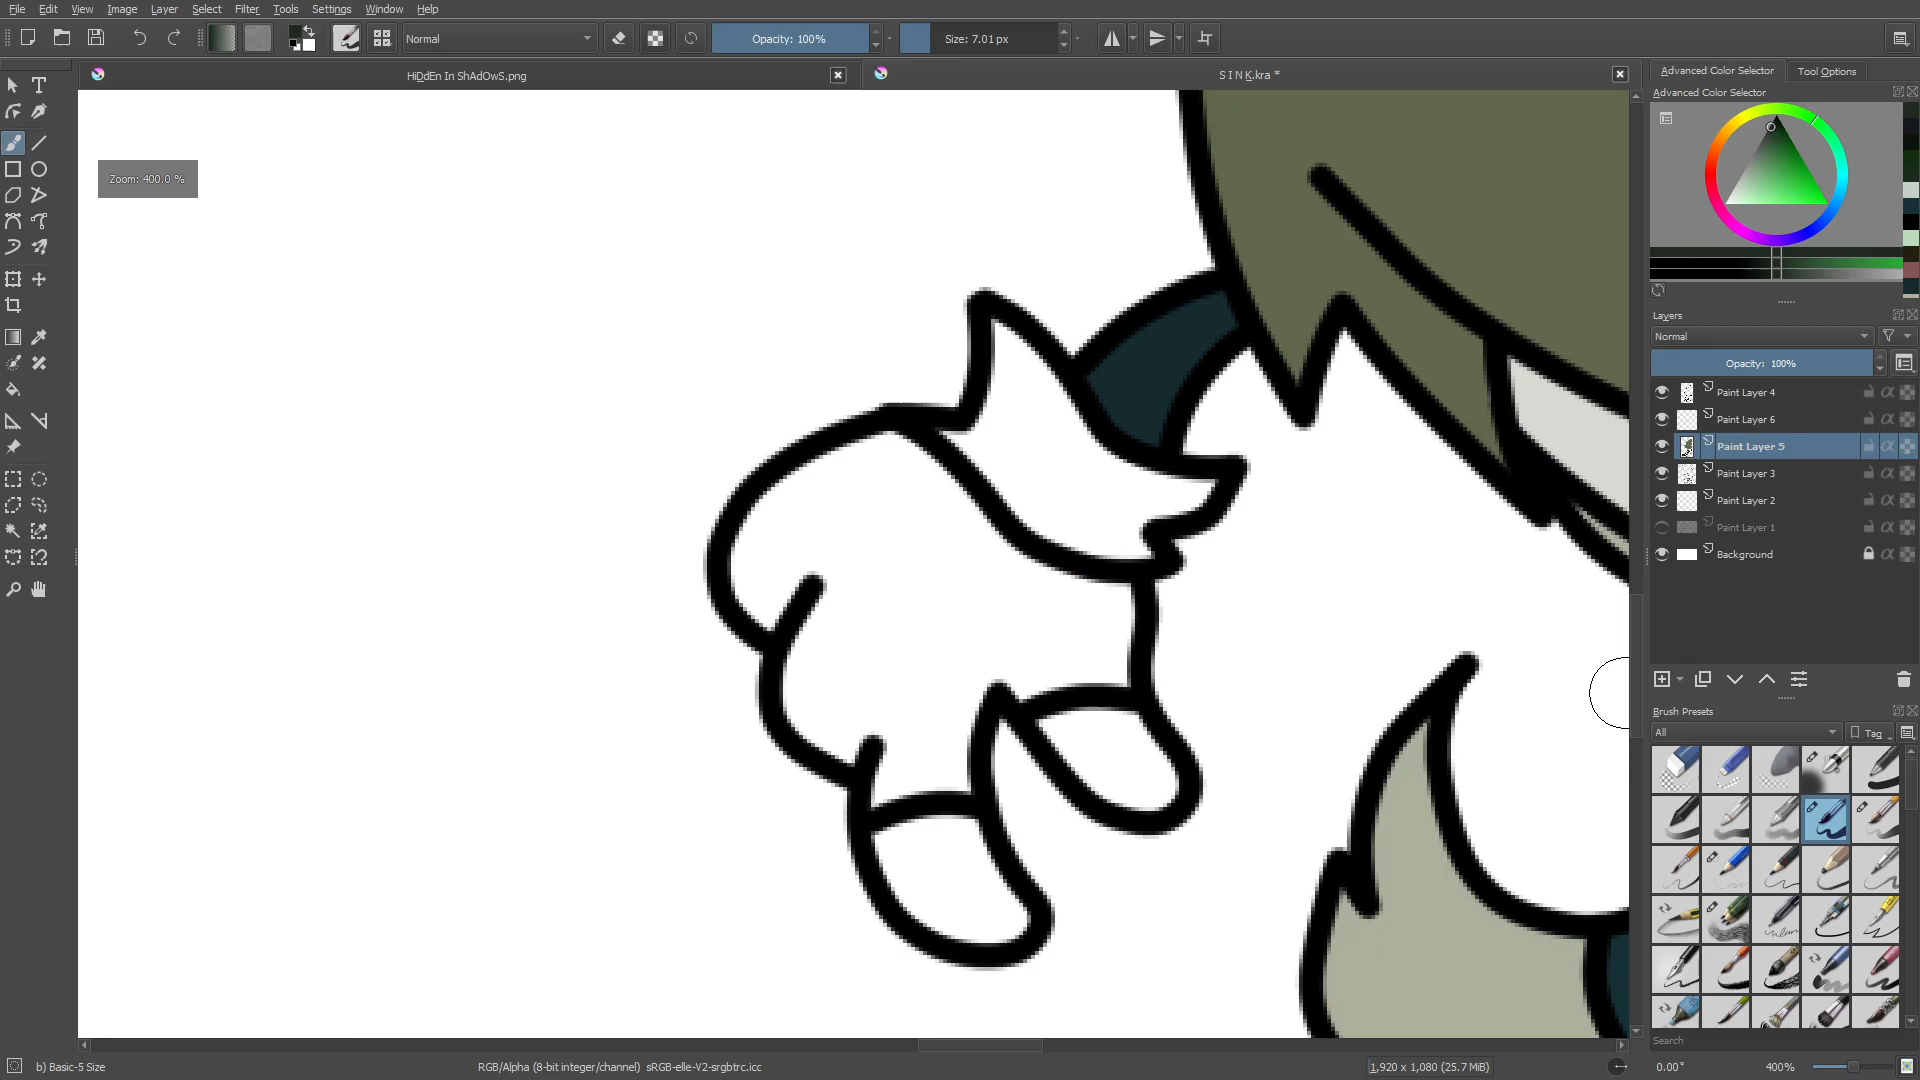 File Edit View Image Layer Select Filter Tools Settings Window Help
Normal
Opacity: 100%
Size: 7.01 px
HiDdEn In ShAdOwS.png
S I N K.kra *
Advanced Color Selector
Tool Options
Advanced Color Selector
Zoom: 400.0 %
Layers
Normal
Opacity: 100%
Paint Layer 4
Paint Layer 6
Paint Layer 5
Paint Layer 3
Paint Layer 2
Paint Layer 1
Background
Brush Presets
All
Tag
Search
b) Basic-5 Size
RGB/Alpha (8-bit integer/channel) sRGB-elle-V2-srgbtrc.icc
1,920 x 1,080 (25.7 MiB)
0.00°
400%